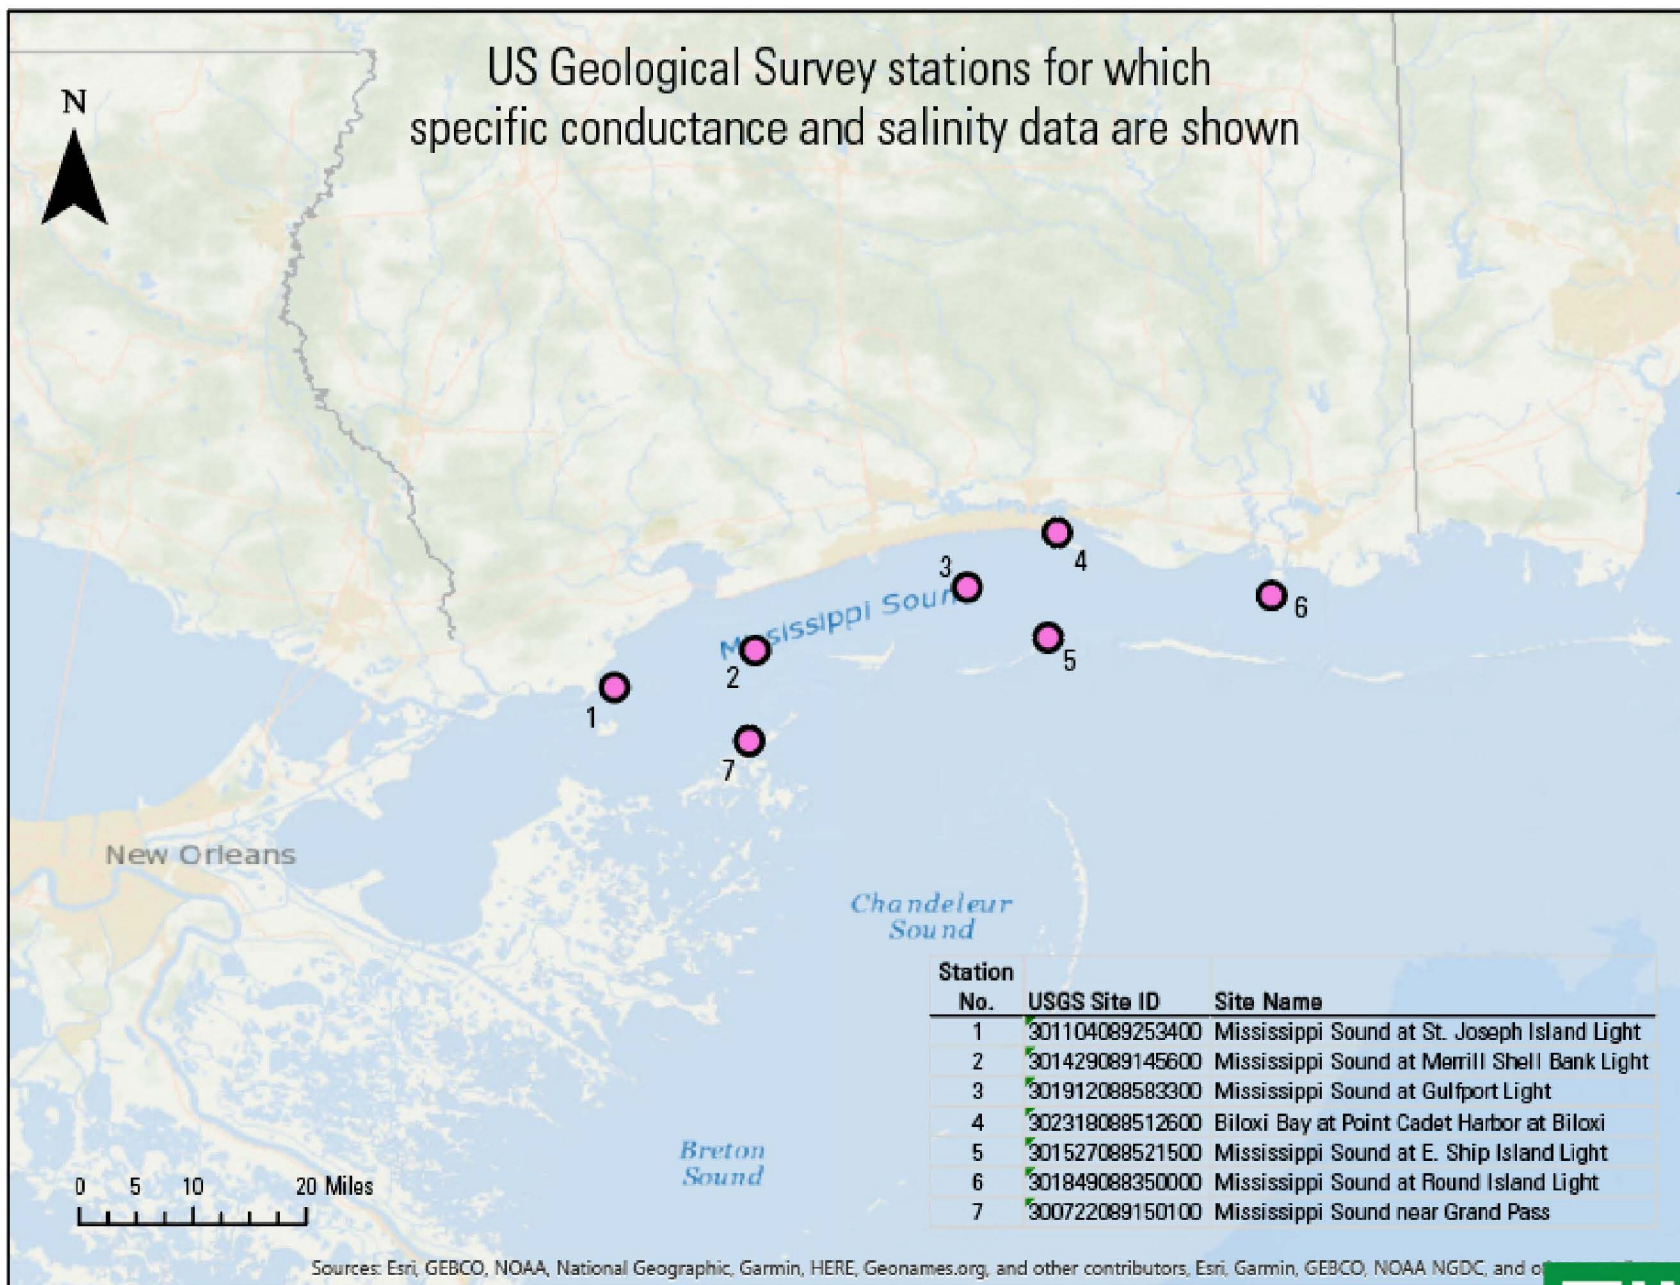 US Geological Survey stations for which
specific conductance and salinity data are shown
N
3
4
Mississippi Sound
6
2
5
1
7
New Orleans
Chandeleur
Sound
Station
No. USGS Site ID Site Name
1 301104089253400 Mississippi Sound at St. Joseph Island Light
2 301429089145600 Mississippi Sound at Merrill Shell Bank Light
3 301912088583300 Mississippi Sound at Gulfport Light
4 302318088512600 Biloxi Bay at Point Cadet Harbor at Biloxi
5 301527088521500 Mississippi Sound at E. Ship Island Light
6 301849088350000 Mississippi Sound at Round Island Light
7 300722089150100 Mississippi Sound near Grand Pass
Breton
Sound
0 5 10 20 Miles
Sources: Esri, GEBCO, NOAA, National Geographic, Garmin, HERE, Geonames.org, and other contributors, Esri, Garmin, GEBCO, NOAA NGDC, and